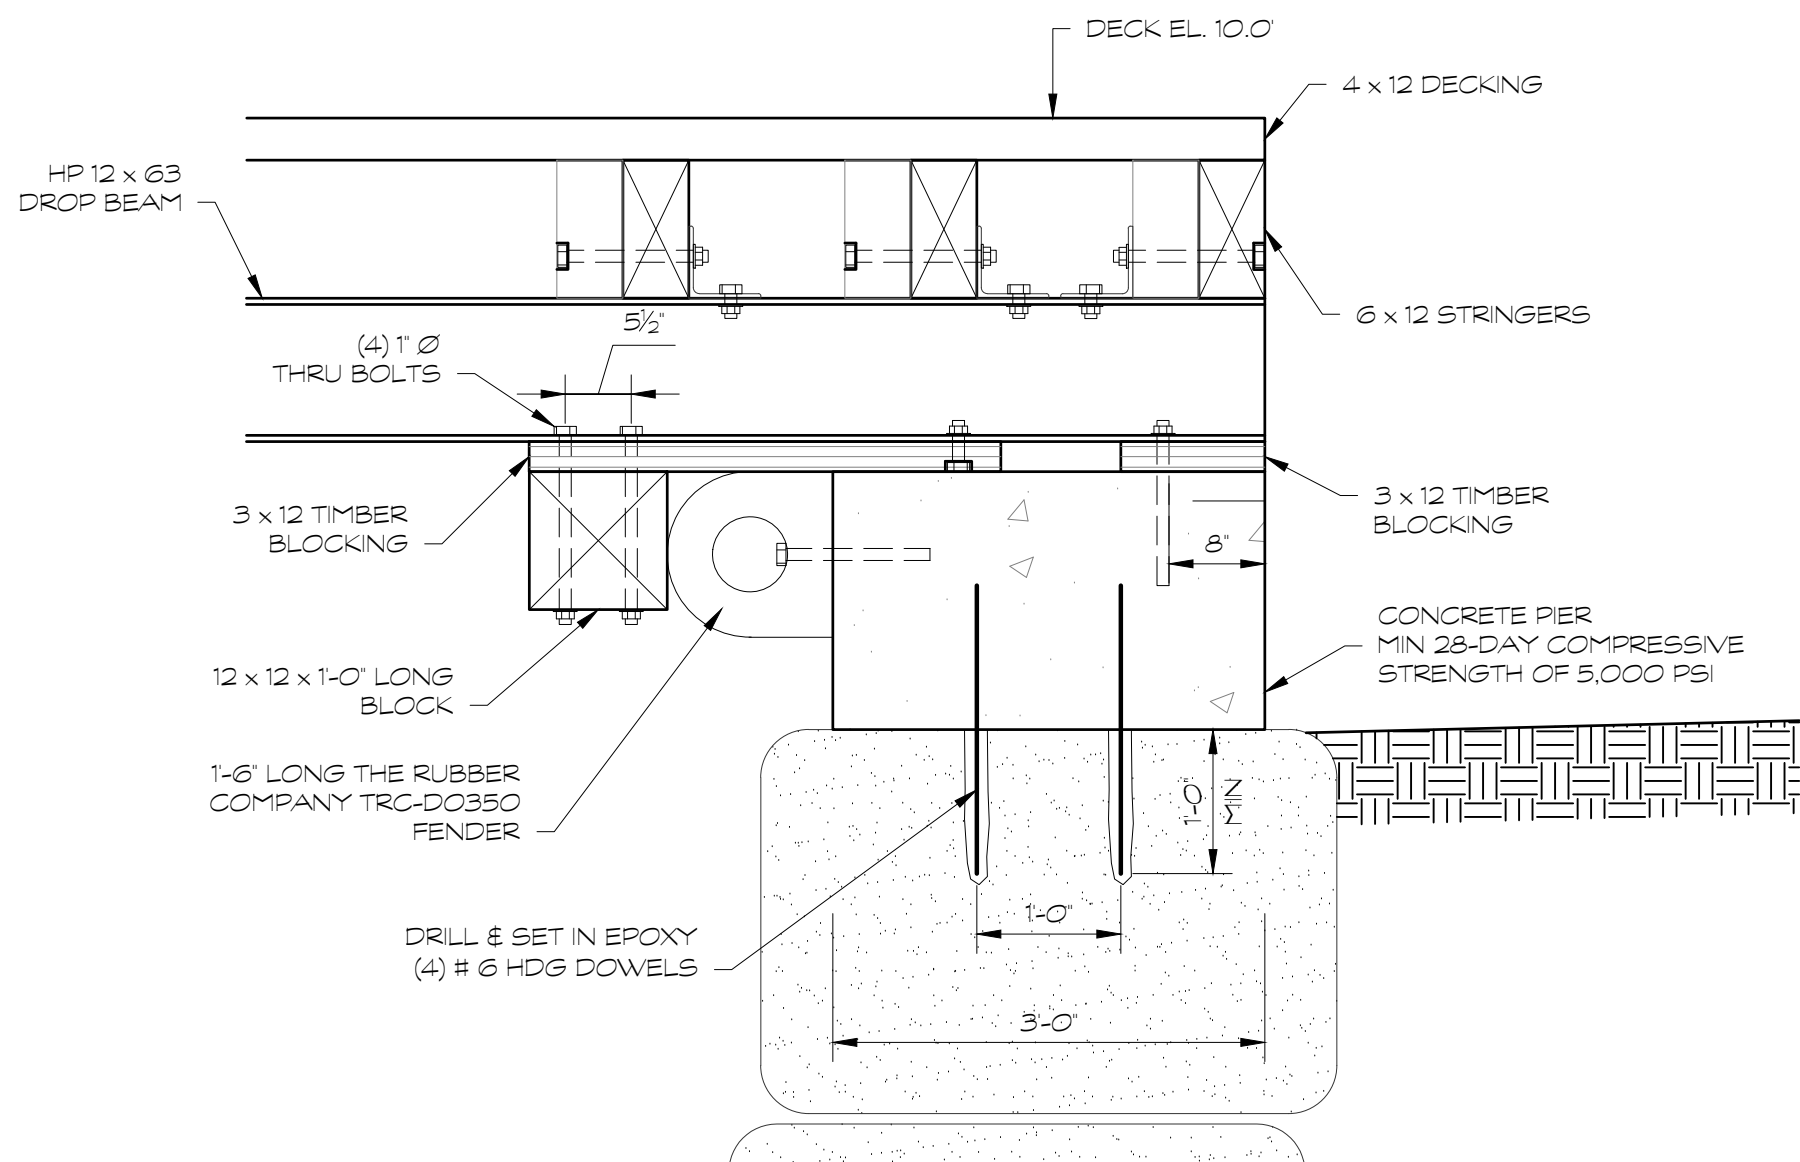 DECK EL. 10.0'
4 x 12 DECKING
HP 12 x 63
DROP BEAM
6 x 12 STRINGERS
5½"
(4) 1" Ø
THRU BOLTS
3 x 12 TIMBER
BLOCKING
3 x 12 TIMBER
BLOCKING
8"
CONCRETE PIER
MIN 28-DAY COMPRESSIVE
STRENGTH OF 5,000 PSI
12 x 12 x 1'-0" LONG
BLOCK
1'-6" LONG THE RUBBER
COMPANY TRC-DO350
FENDER
1'-0"
MIN
DRILL & SET IN EPOXY
(4) # 6 HDG DOWELS
1'-0"
3'-0"